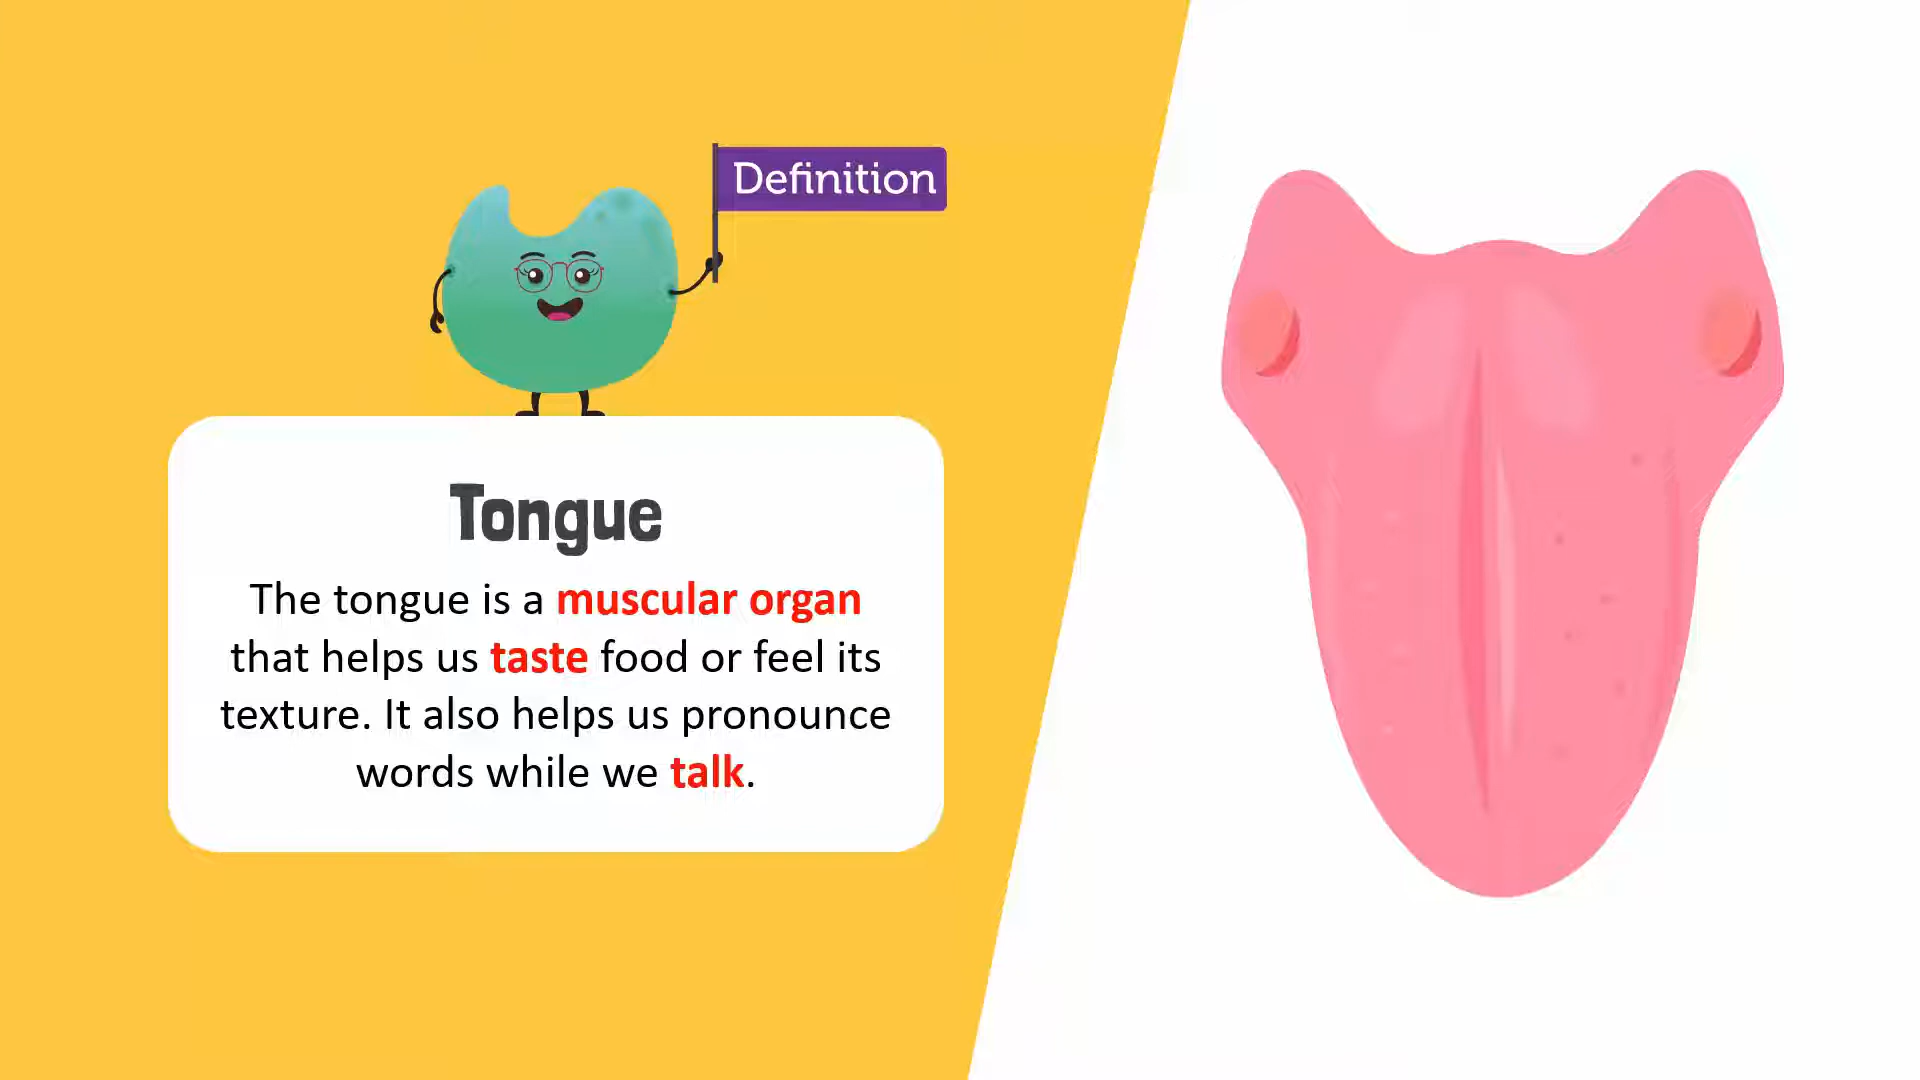 Definition
Tongue
The tongue is a muscular organ
that helps us taste food or feel its
texture. It also helps us pronounce
words while we talk.